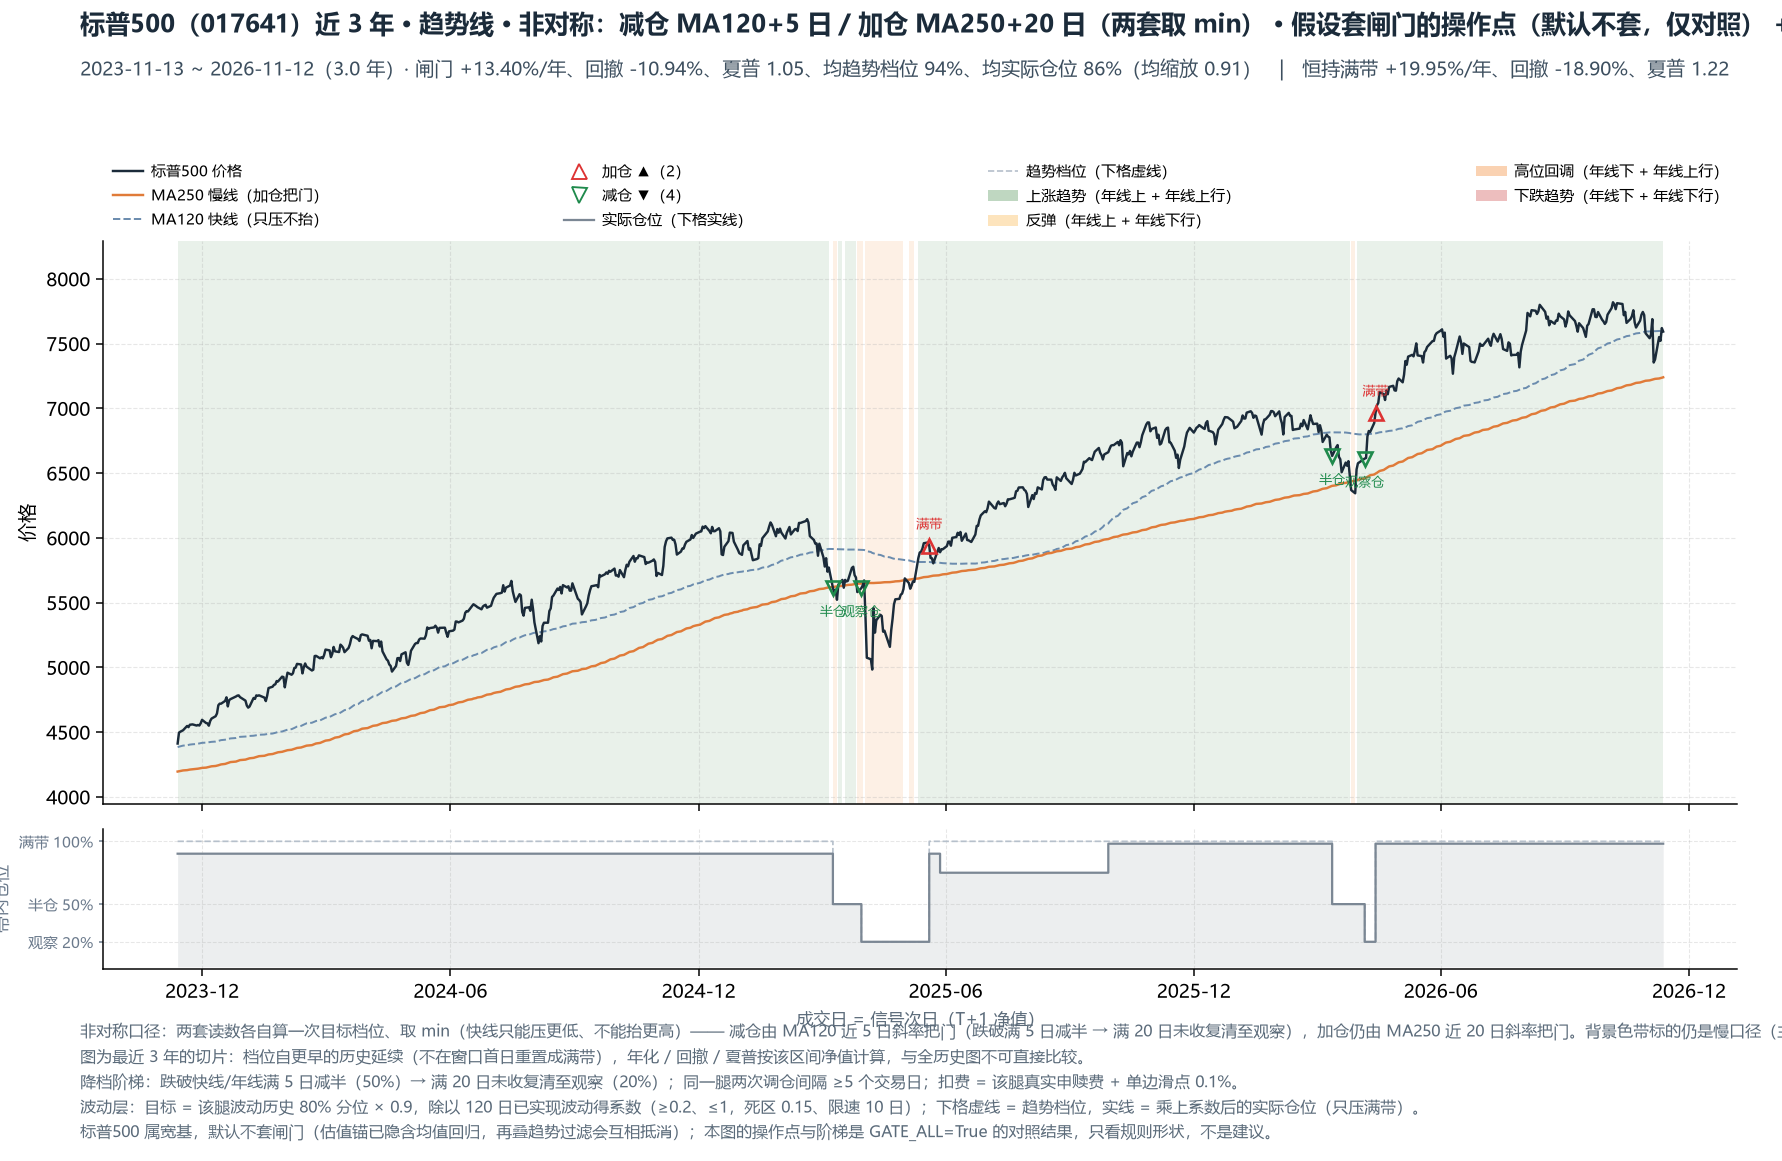 标普500（017641）近 3 年 • 趋势线 • 非对称：减仓 MA120+5 日 / 加仓 MA250+20 日（两套取 min） • 假设套闸门的操作点（默认不套，仅对照） +
2023-11-13 ~ 2026-11-12（3.0 年）· 闸门 +13.40%/年、回撤 -10.94%、夏普 1.05、均趋势档位 94%、均实际仓位 86%（均缩放 0.91） | 恒持满带 +19.95%/年、回撤 -18.90%、夏普 1.22
标普500 价格
MA250 慢线（加仓把门）
MA120 快线（只压不抬）
加仓 ▲（2）
减仓 ▼（4）
实际仓位（下格实线）
趋势档位（下格虚线）
上涨趋势（年线上 + 年线上行）
反弹（年线上 + 年线下行）
高位回调（年线下 + 年线上行）
下跌趋势（年线下 + 年线下行）
价格
8000
7500
7000
6500
6000
5500
5000
4500
4000
半仓
观察仓
满带
半仓
观察仓
满带
满带 100%
半仓 50%
观察 20%
2023-12
2024-06
2024-12
2025-06
2025-12
2026-06
2026-12
成交日 = 信号次日（T+1 净值）
非对称口径：两套读数各自算一次目标档位、取 min（快线只能压更低、不能抬更高）—— 减仓由 MA120 近 5 日斜率把门（跌破满 5 日减半 → 满 20 日未收复清至观察），加仓仍由 MA250 近 20 日斜率把门。背景色带标的仍是慢口径（
图为最近 3 年的切片：档位自更早的历史延续（不在窗口首日重置成满带），年化 / 回撤 / 夏普按该区间净值计算，与全历史图不可直接比较。
降档阶梯：跌破快线/年线满 5 日减半（50%）→ 满 20 日未收复清至观察（20%）；同一腿两次调仓间隔 ≥5 个交易日；扣费 = 该腿真实申赎费 + 单边滑点 0.1%。
波动层：目标 = 该腿波动历史 80% 分位 × 0.9，除以 120 日已实现波动得系数（≥0.2、≤1，死区 0.15、限速 10 日）；下格虚线 = 趋势档位，实线 = 乘上系数后的实际仓位（只压满带）。
标普500 属宽基，默认不套闸门（估值锚已隐含均值回归，再叠趋势过滤会互相抵消）；本图的操作点与阶梯是 GATE_ALL=True 的对照结果，只看规则形状，不是建议。